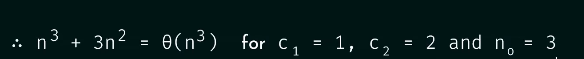 ∴ n³ + 3n² = θ(n³) for c₁ = 1, c₂ = 2 and n₀ = 3